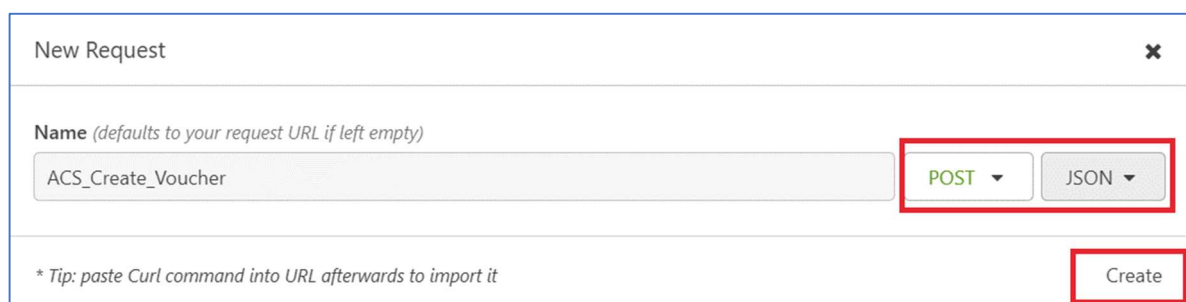 New Request ✖
Name (defaults to your request URL if left empty)
ACS_Create_Voucher POST JSON
* Tip: paste Curl command into URL afterwards to import it Create